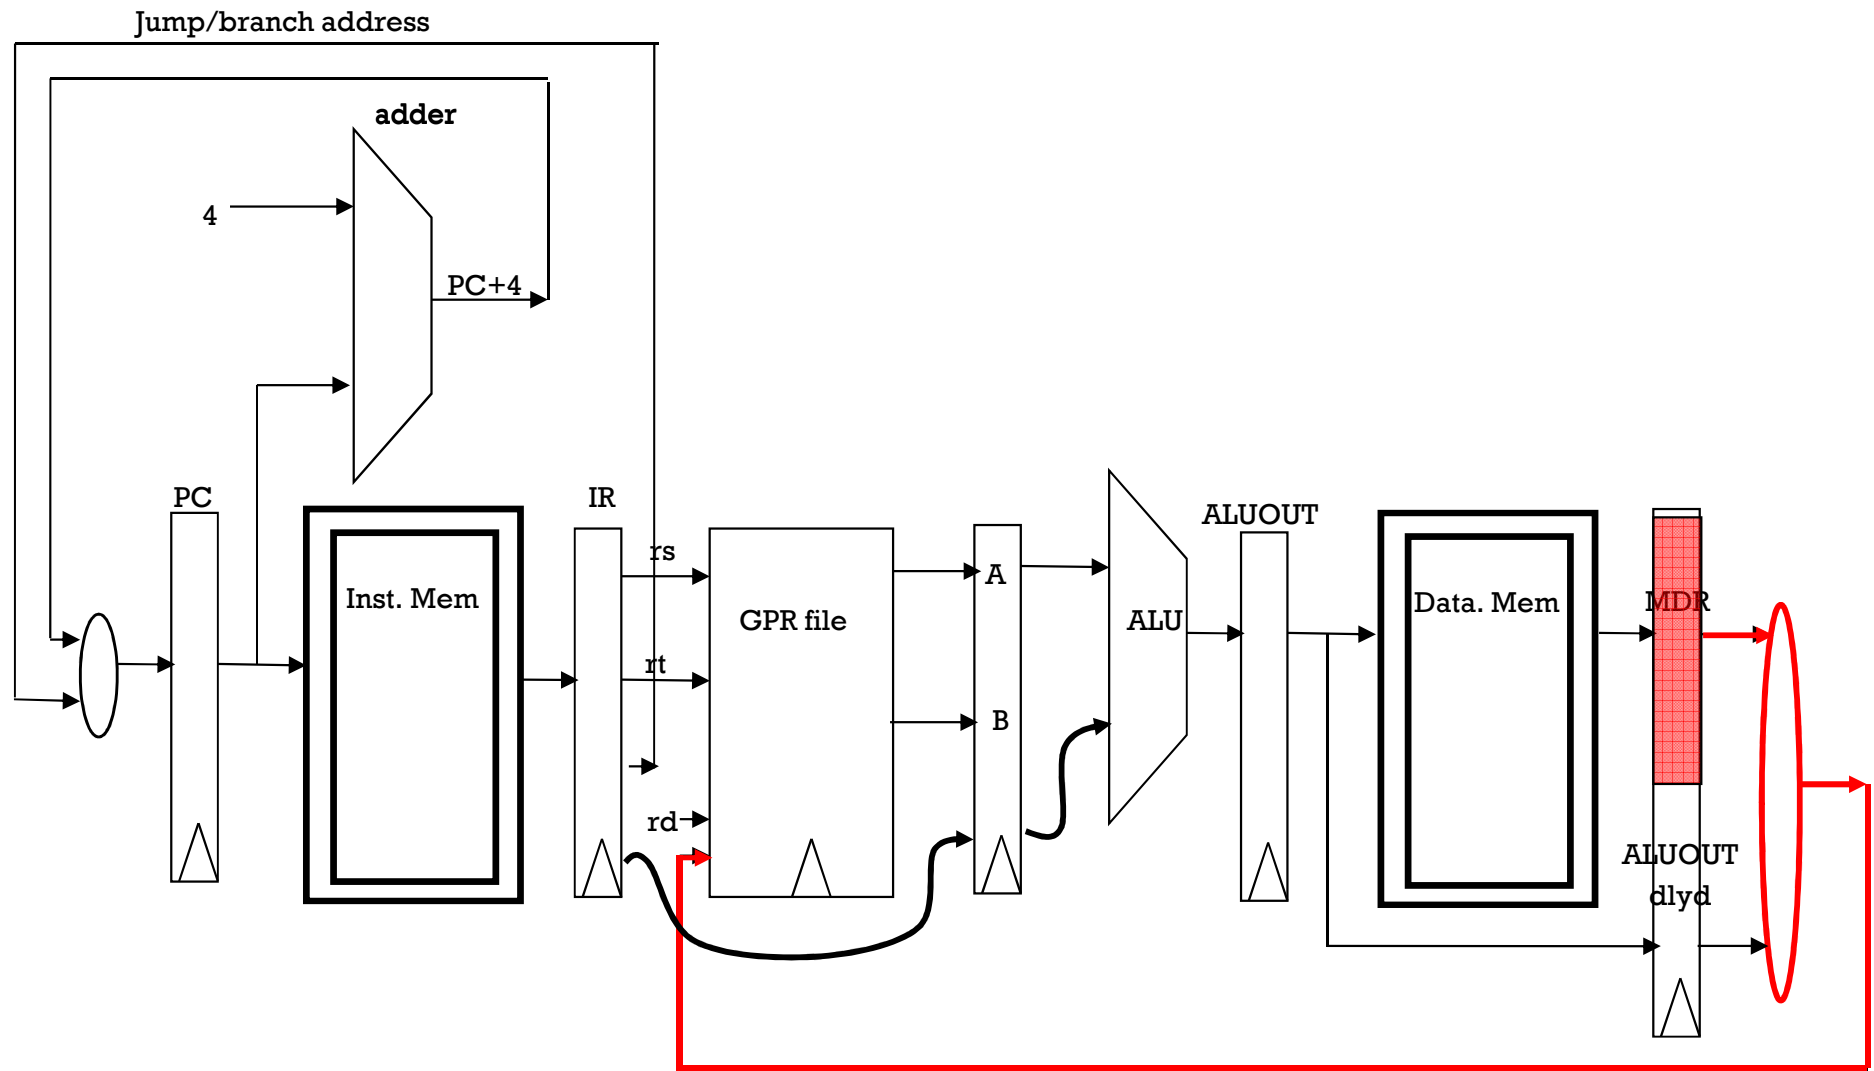 Jump/branch address
adder
4
PC+4
PC
IR
ALUOUT
rs
A
Inst. Mem
GPR file
ALU
Data. Mem
MDR
rt
B
rd
ALUOUT
dlyd